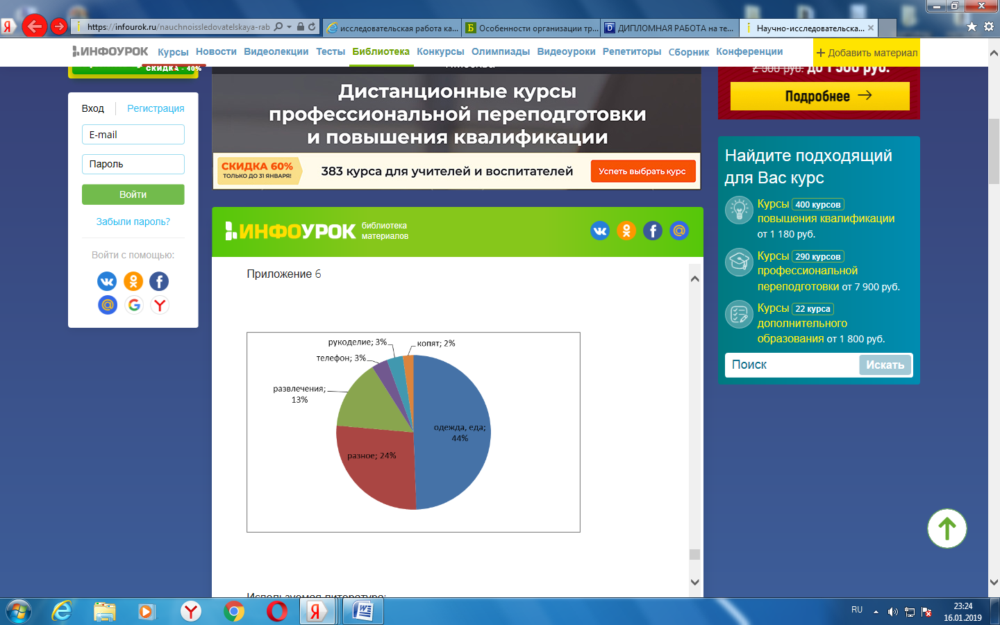 https://infourok.ru/nauchnoissledovatelskaya-rab
исследовательская работа ка...
Особенности организации тр...
ДИПЛОМНАЯ РАБОТА на те...
Научно-исследовательска...
ИНФОУРОК
Курсы
Новости
Видеолекции
Тесты
Библиотека
Конкурсы
Олимпиады
Видеоуроки
Репетиторы
Сборник
Конференции
+ Добавить материал
СКИДКА - 40%
Вход
Регистрация
E-mail
Пароль
Войти
Забыли пароль?
Войти с помощью:
Дистанционные курсы
профессиональной переподготовки
и повышения квалификации
СКИДКА 60%
ТОЛЬКО ДО 31 ЯНВАРЯ!
383 курса для учителей и воспитателей
Успеть выбрать курс
ИНФОУРОК
библиотека
материалов
Приложение 6
рукоделие; 3%
копят; 2%
телефон; 3%
развлечения;
13%
одежда, еда;
44%
разное; 24%
2 500 руб. до 1 500 руб.
Подробнее
Найдите подходящий
для Вас курс
Курсы 400 курсов
повышения квалификации
от 1 180 руб.
Курсы 290 курсов
профессиональной
переподготовки от 7 900 руб.
Курсы 22 курса
дополнительного
образования от 1 800 руб.
Поиск
Искать
Используемая литература:
RU
23:24
16.01.2019